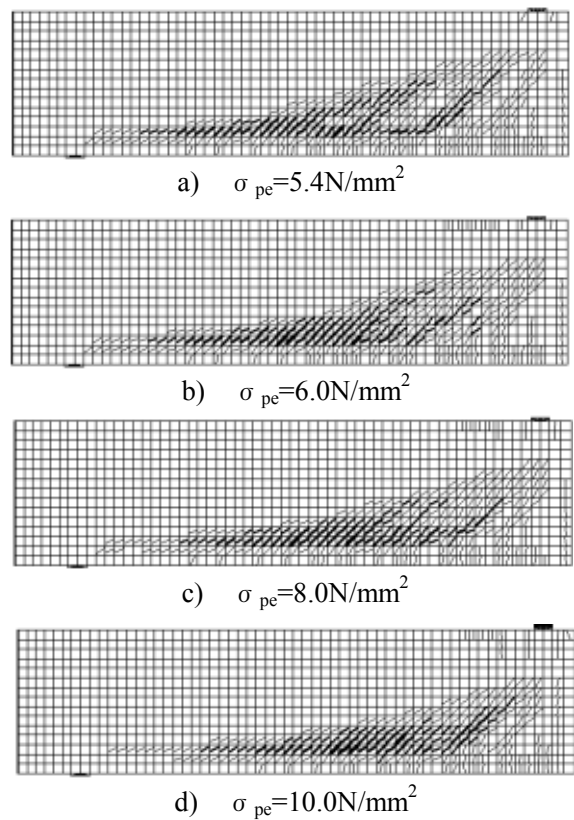 a) σ pe=5.4N/mm²
b) σ pe=6.0N/mm²
c) σ pe=8.0N/mm²
d) σ pe=10.0N/mm²